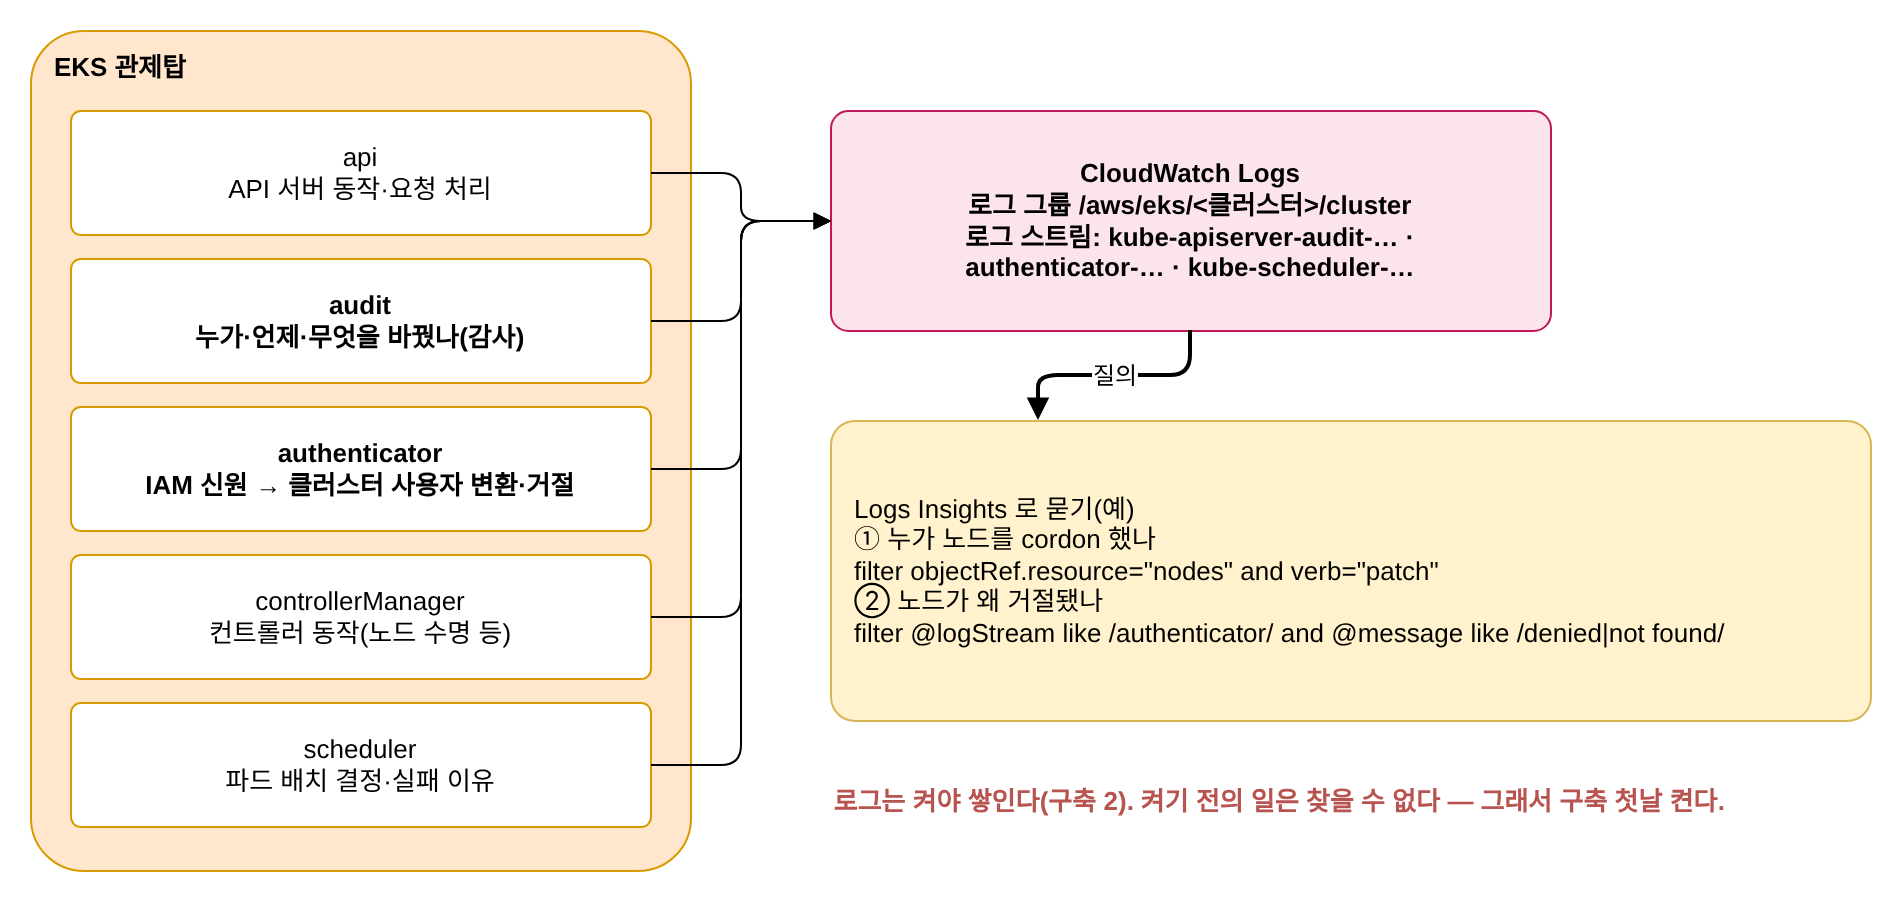 EKS 관제탑
api
API 서버 동작·요청 처리
audit
누가·언제·무엇을 바꿨나(감사)
authenticator
IAM 신원 → 클러스터 사용자 변환·거절
controllerManager
컨트롤러 동작(노드 수명 등)
scheduler
파드 배치 결정·실패 이유
CloudWatch Logs
로그 그룹 /aws/eks/<클러스터>/cluster
로그 스트림: kube-apiserver-audit-… ·
authenticator-… · kube-scheduler-…
질의
Logs Insights 로 묻기(예)
① 누가 노드를 cordon 했나
filter objectRef.resource="nodes" and verb="patch"
② 노드가 왜 거절됐나
filter @logStream like /authenticator/ and @message like /denied|not found/
로그는 켜야 쌓인다(구축 2). 켜기 전의 일은 찾을 수 없다 — 그래서 구축 첫날 켠다.